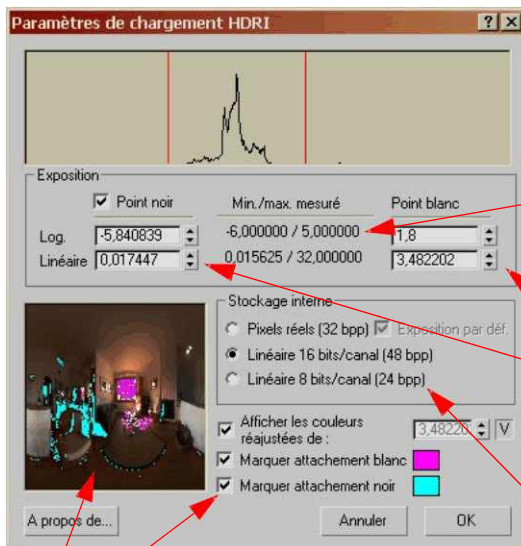 Paramètres de chargement HDRI
Exposition
Point noir Min./max. mesuré Point blanc
Log. -5,840839 -6,000000 / 5,000000 1,8
Linéaire 0,017447 0,015625 / 32,000000 3,482202
Stockage interne
Pixels réels (32 bpp) Exposition par déf.
Linéaire 16 bits/canal (48 bpp)
Linéaire 8 bits/canal (24 bpp)
Afficher les couleurs
réajustées de : 3,48220 V
Marquer attachement blanc
Marquer attachement noir
A propos de... Annuler OK